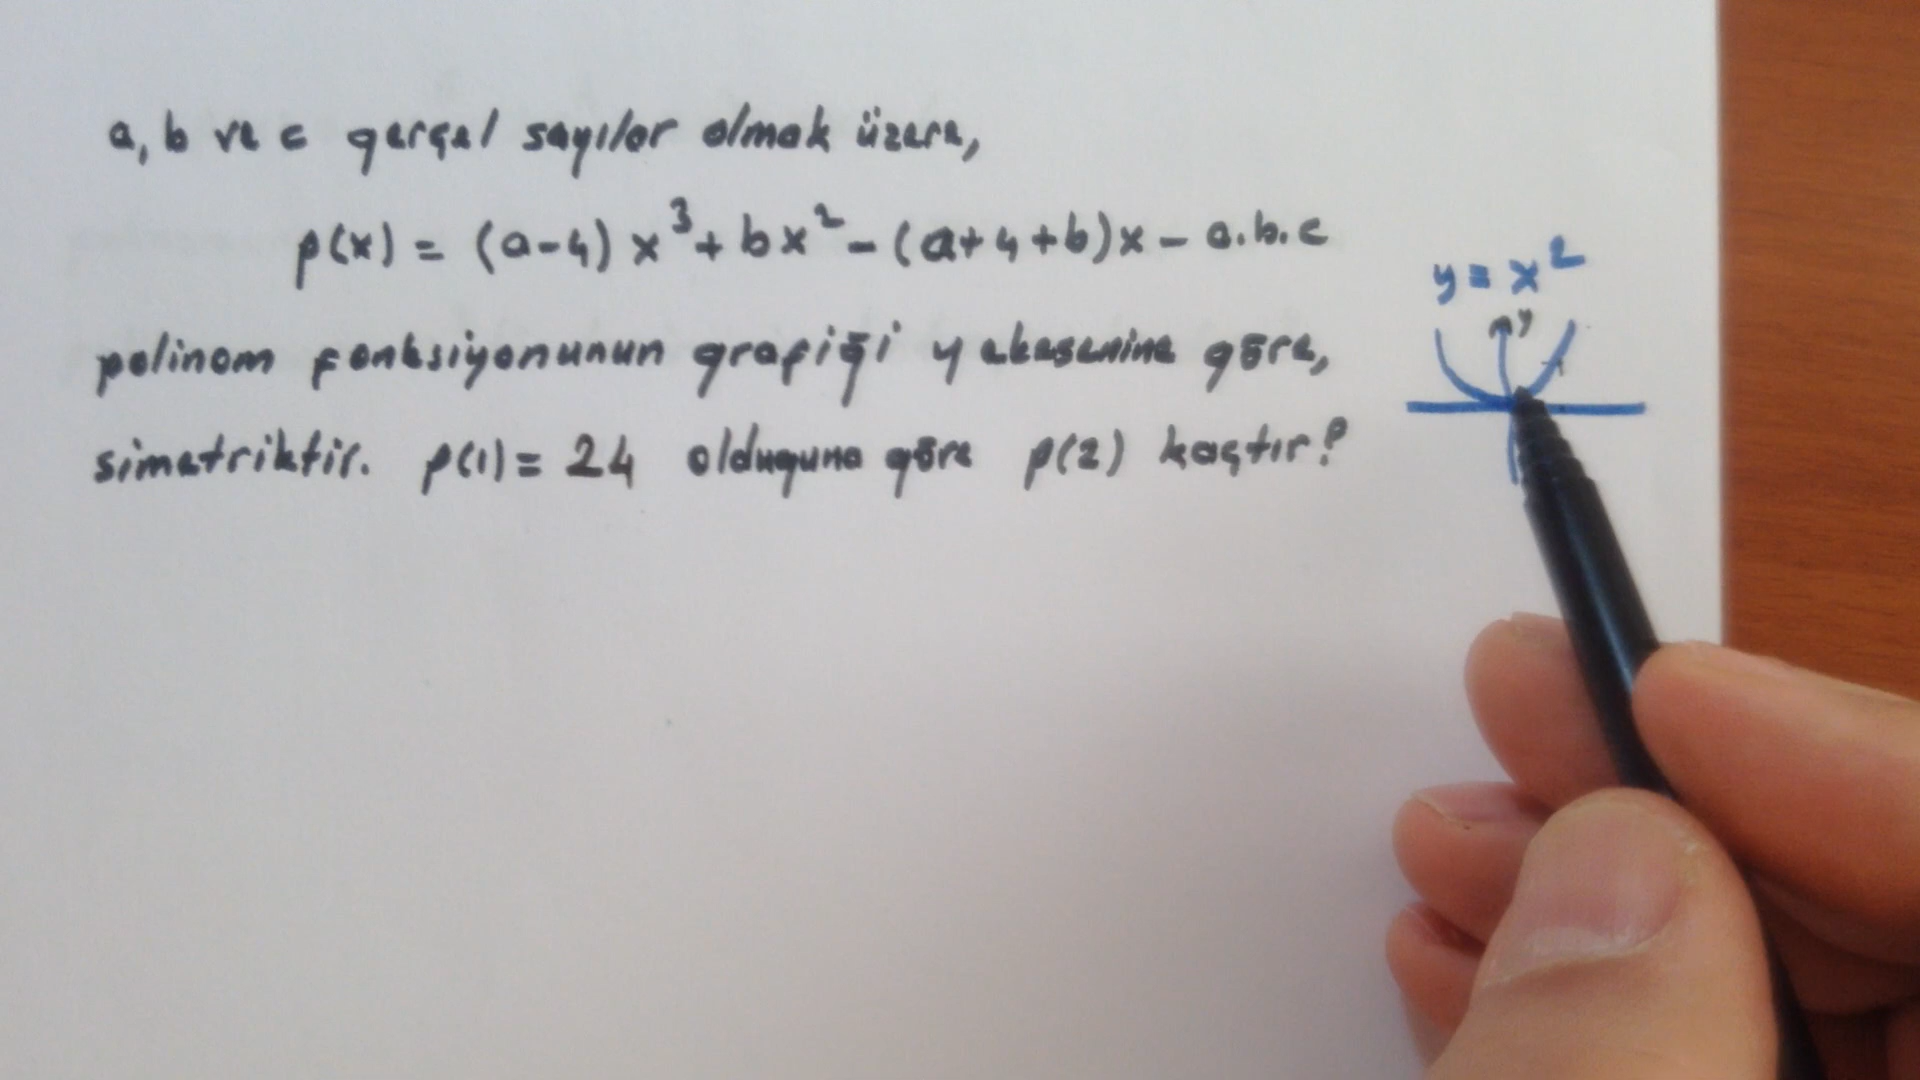 a, b ve c gerçel sayılar olmak üzere,
p(x) = (a-4)x³ + bx² - (a+4+b)x - a.b.c
polinom fonksiyonunun grafiği y eksenine göre,
simetriktir. p(1) = 24 olduguna göre p(2) kaçtır?
y = x²
y